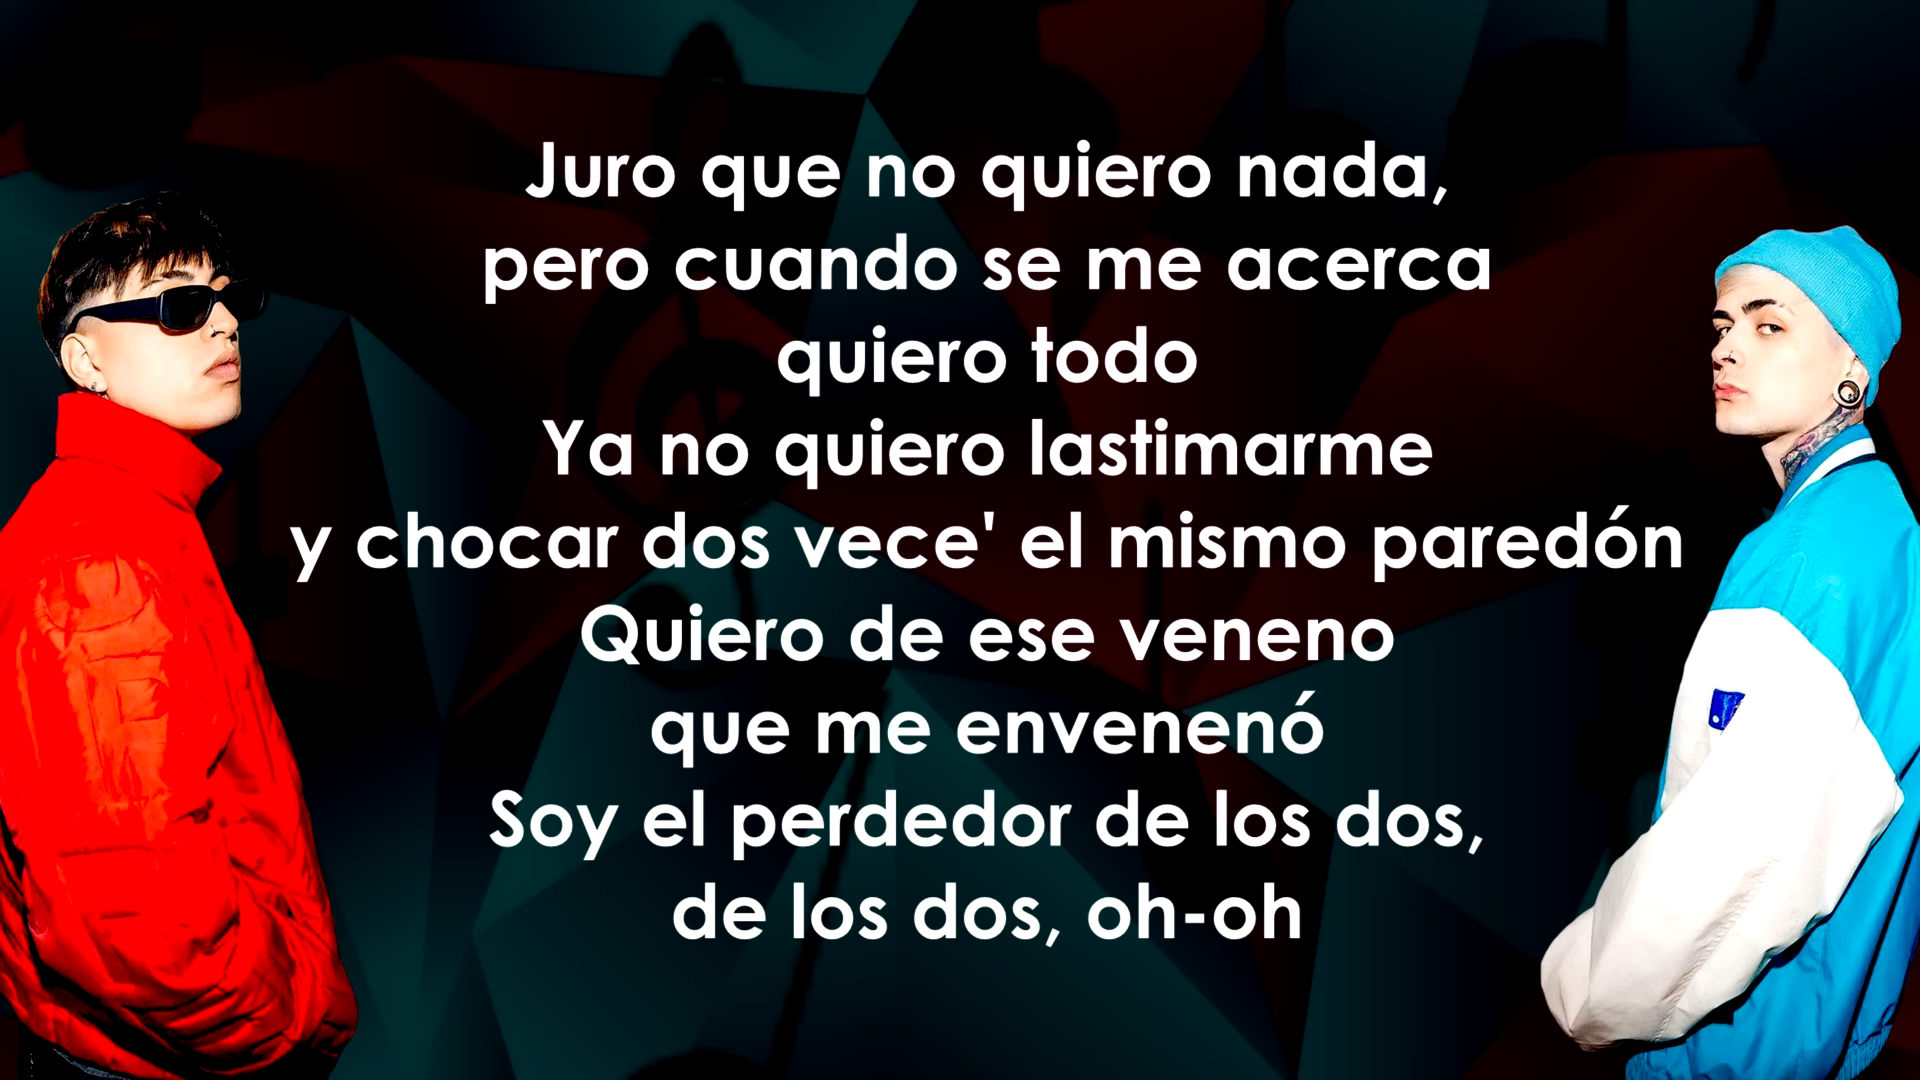 Juro que no quiero nada,
pero cuando se me acerca
quiero todo
Ya no quiero lastimarme
y chocar dos vece' el mismo paredón
Quiero de ese veneno
que me envenenó
Soy el perdedor de los dos,
de los dos, oh-oh